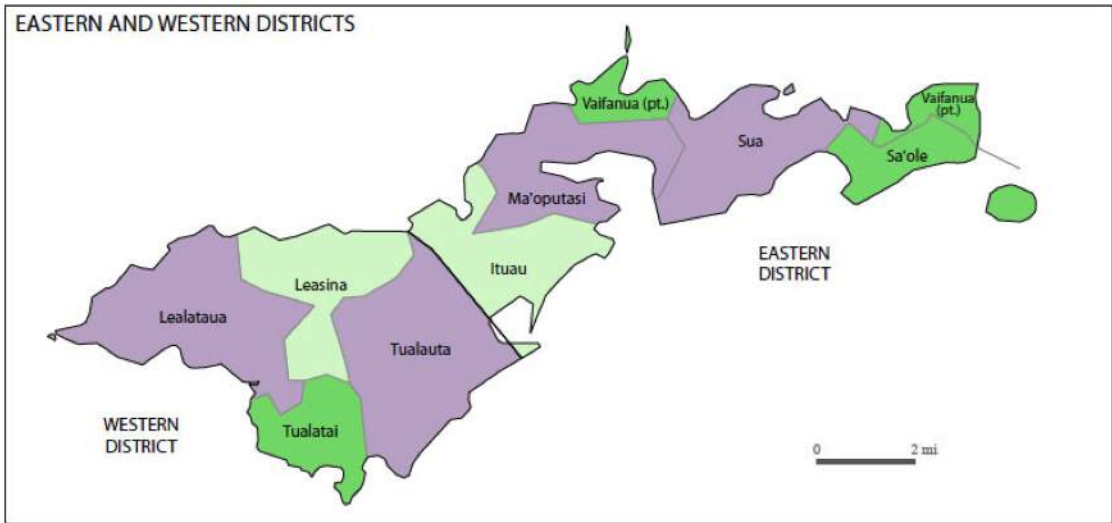 EASTERN AND WESTERN DISTRICTS
Vaifanua (pt.)
Vaifanua
(pt.)
Sua
Sa'ole
Ma'oputasi
EASTERN
DISTRICT
Ituau
Leasina
Lealataua
Tualauta
WESTERN
DISTRICT
Tualatai
0 2 mi